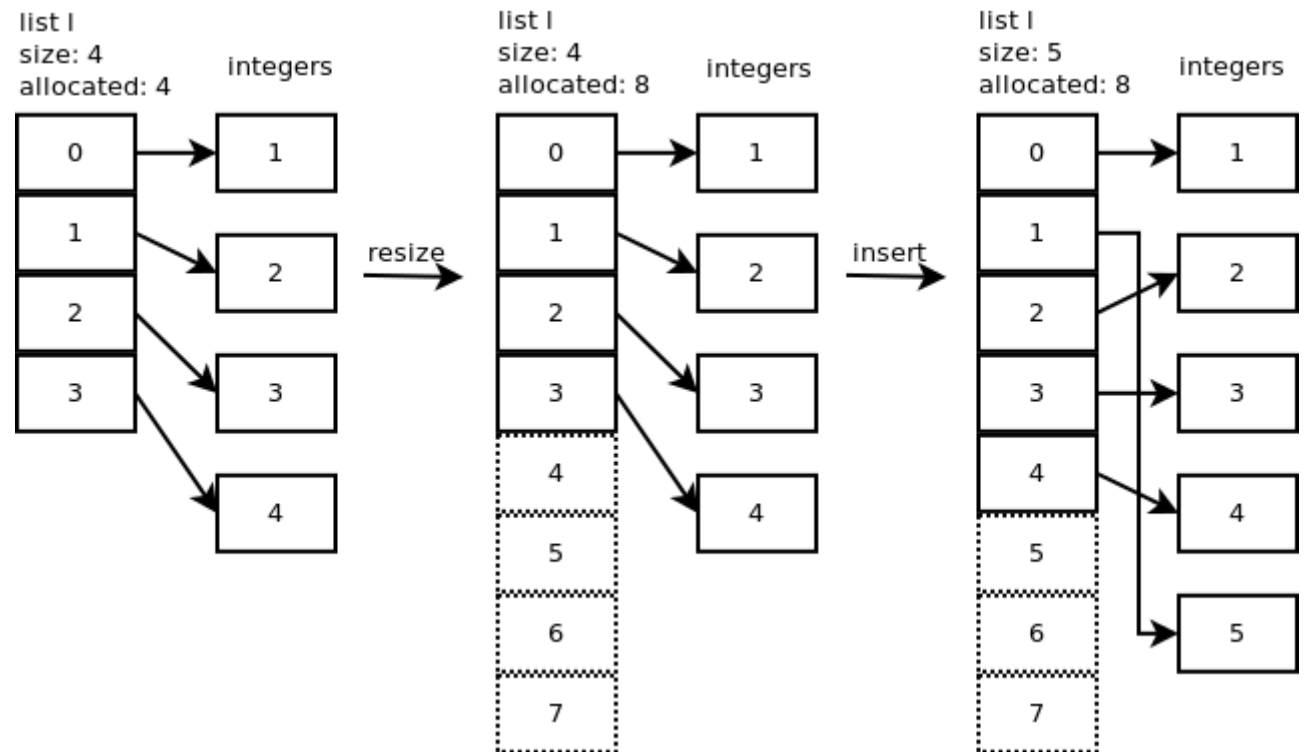 list l
size: 4
allocated: 4
integers
0
1
1
2
2
3
3
4
resize
list l
size: 4
allocated: 8
integers
0
1
1
2
2
3
3
4
4
5
6
7
insert
list l
size: 5
allocated: 8
integers
0
1
1
2
2
3
3
4
4
5
5
6
7